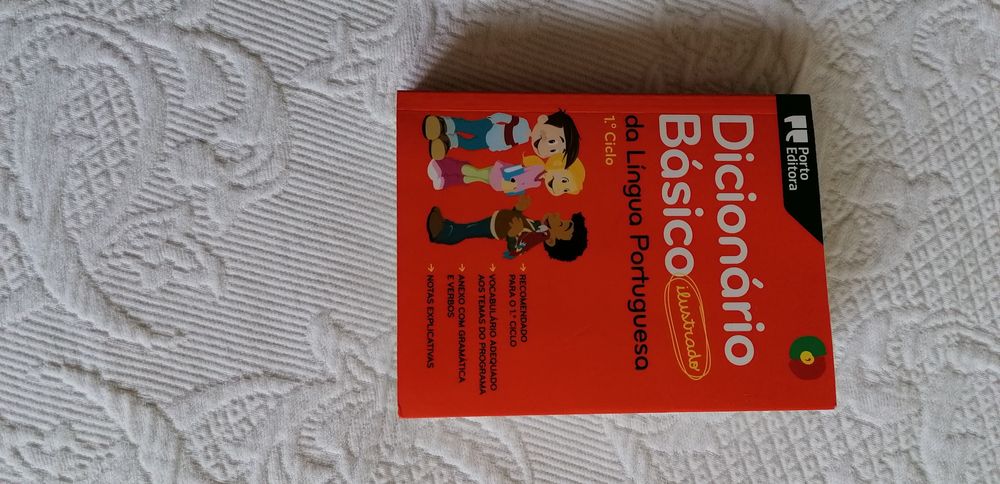 Porto
Editora
Dicionário
Básico
ilustrado
da Língua Portuguesa
1.º Ciclo
→ RECOMENDADO
PARA O 1.º CICLO
→ VOCABULÁRIO ADEQUADO
AOS TEMAS DO PROGRAMA
→ ANEXO COM GRAMÁTICA
E VERBOS
→ NOTAS EXPLICATIVAS